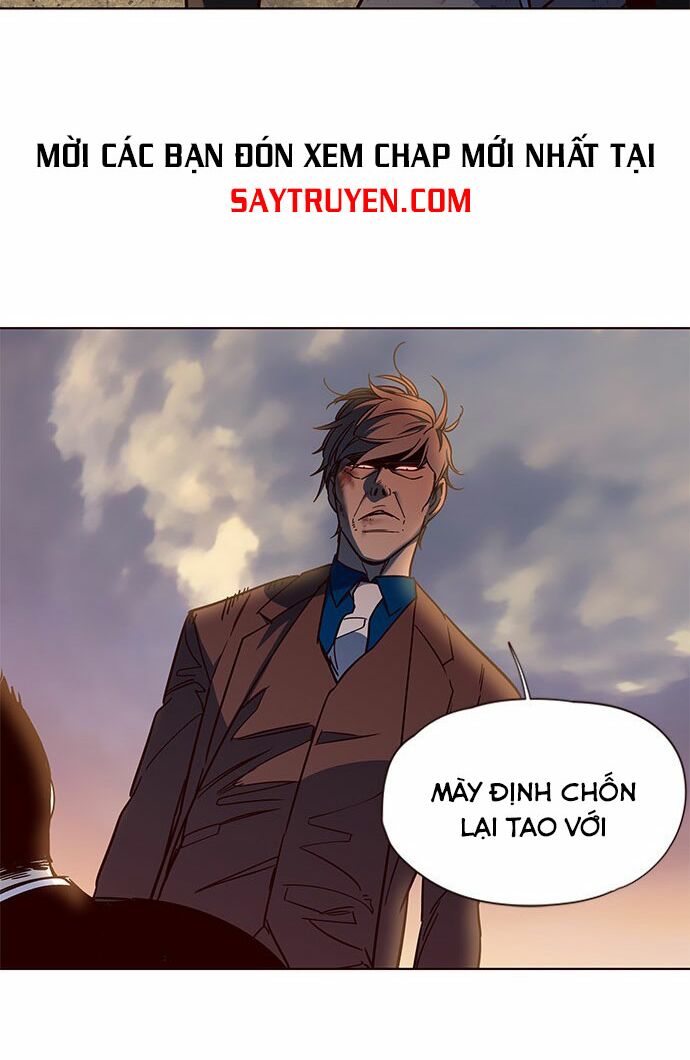 MỜI CÁC BẠN ĐÓN XEM CHAP MỚI NHẤT TẠI
SAYTRUYEN.COM
MÀY ĐỊNH CHỐN
LẠI TAO VỚI